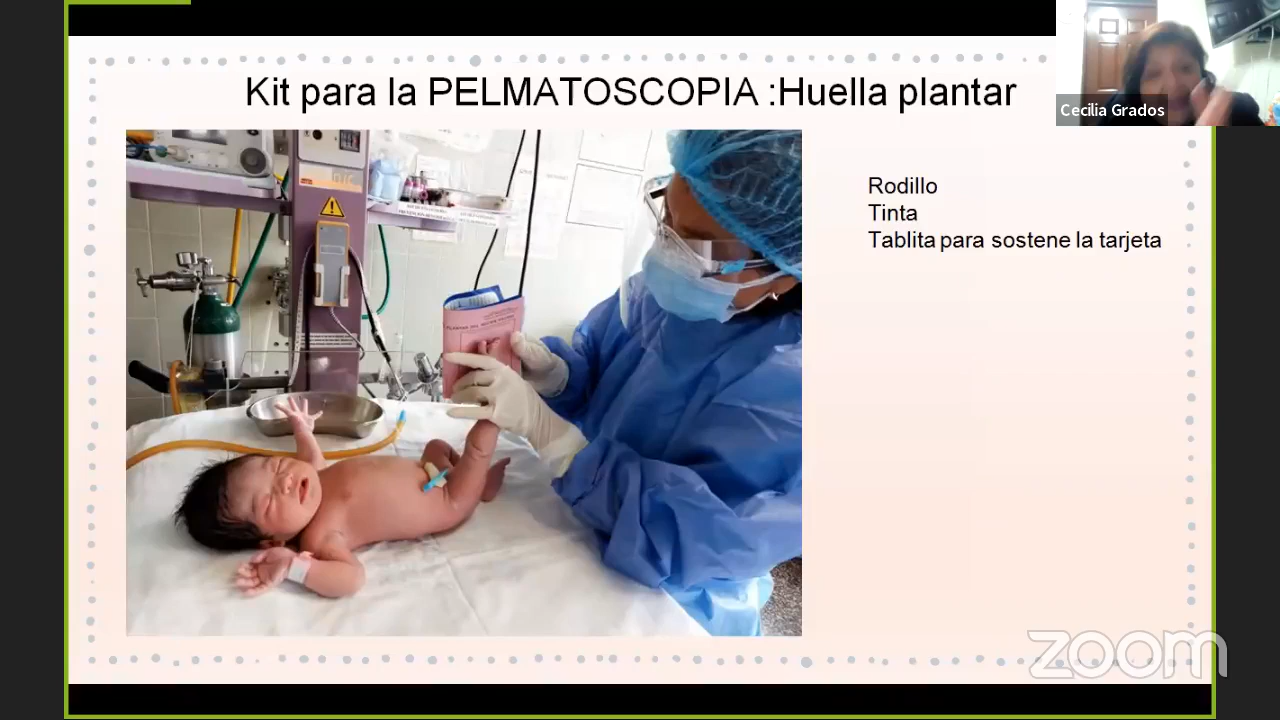 Kit para la PELMATOSCOPIA :Huella plantar
Cecilia Grados
Rodillo
Tinta
Tablita para sostene la tarjeta
zoom